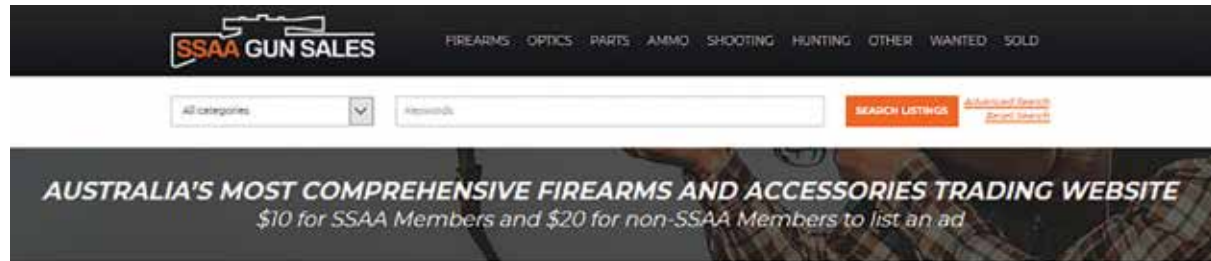 SSAA GUN SALES
FIREARMS OPTICS PARTS AMMO SHOOTING HUNTING OTHER WANTED SOLD
All categories
Keywords
SEARCH LISTINGS
Advanced Search
Reset Search
AUSTRALIA'S MOST COMPREHENSIVE FIREARMS AND ACCESSORIES TRADING WEBSITE
$10 for SSAA Members and $20 for non-SSAA Members to list an ad